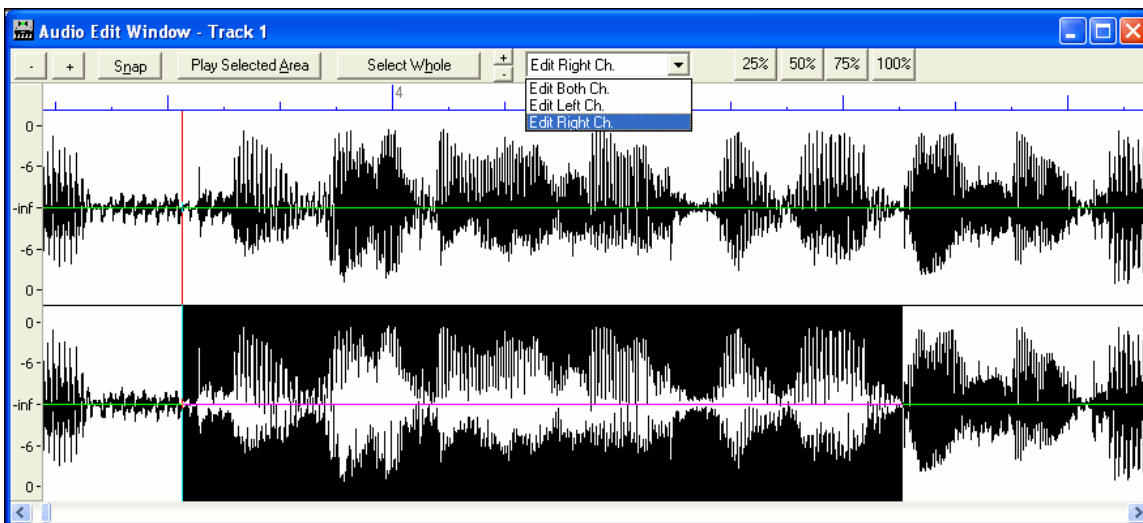 Audio Edit Window - Track 1
- + Snap Play Selected Area Select Whole + - Edit Right Ch. 25% 50% 75% 100%
Edit Both Ch.
Edit Left Ch.
Edit Right Ch.
4
0
-6
-inf
-6
0
0
-6
-inf
-6
0